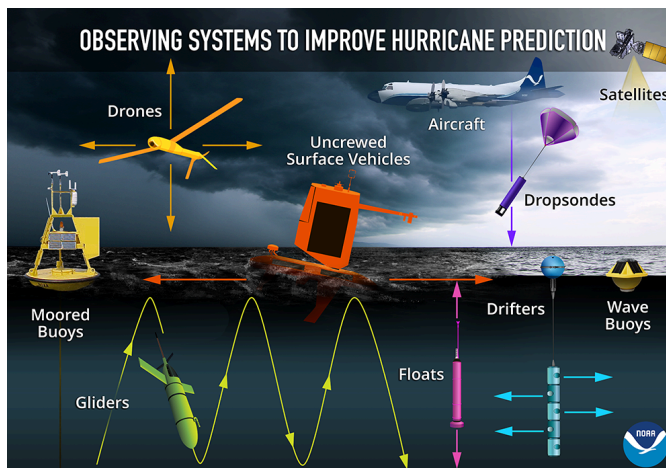 OBSERVING SYSTEMS TO IMPROVE HURRICANE PREDICTION
Satellites
Drones
Aircraft
Uncrewed
Surface Vehicles
Dropsondes
Moored
Buoys
Gliders
Floats
Drifters
Wave
Buoys
NOAA